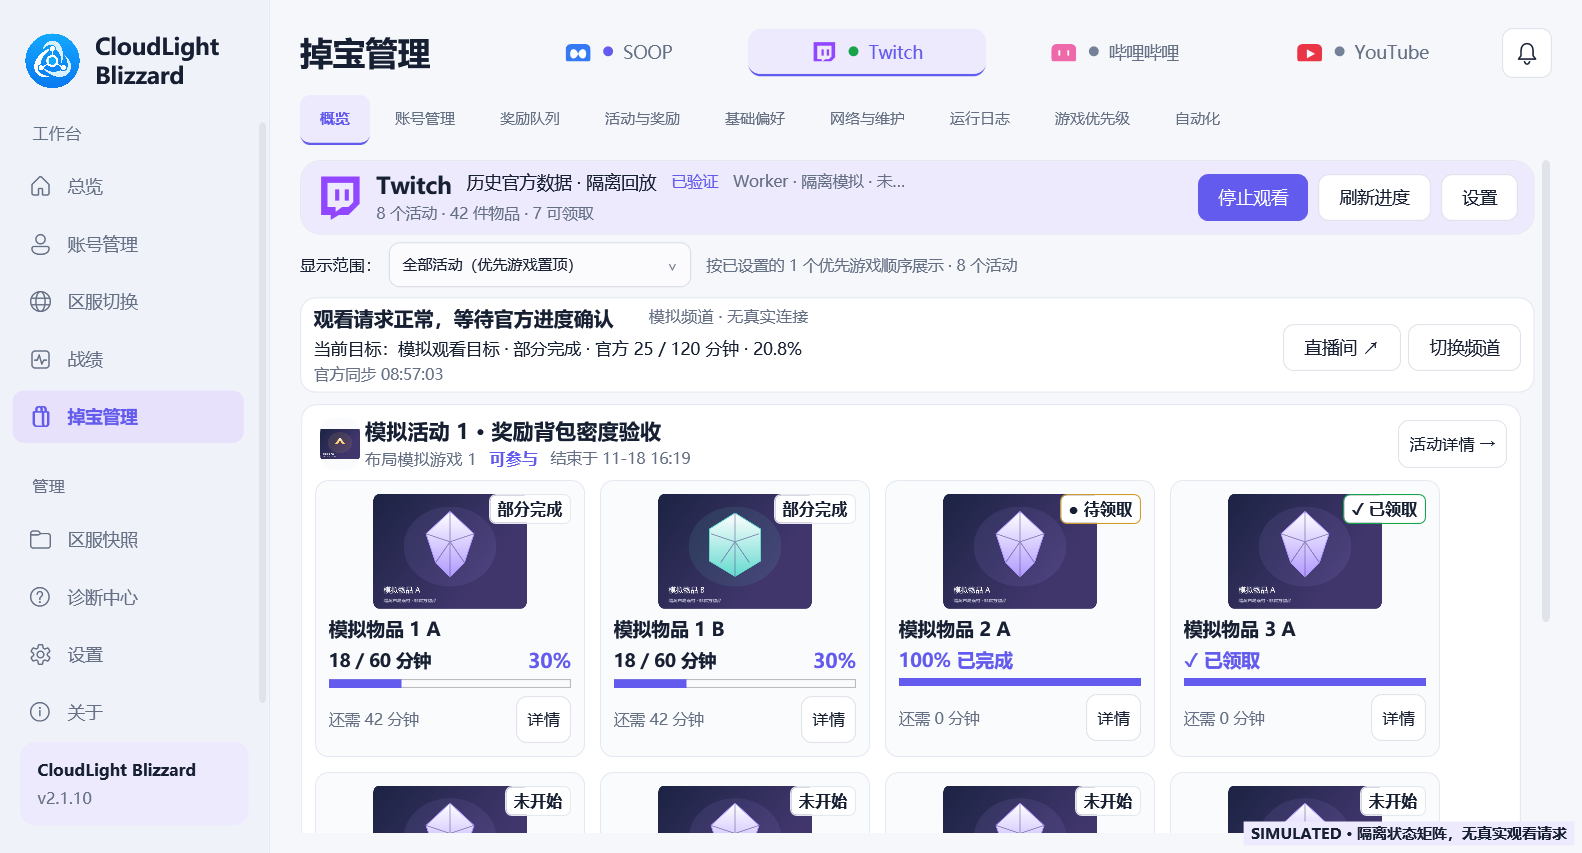 CloudLight
Blizzard
工作台
总览
账号管理
区服切换
战绩
掉宝管理
管理
区服快照
诊断中心
设置
关于
CloudLight Blizzard
v2.1.10
掉宝管理
SOOP
Twitch
哔哩哔哩
YouTube
概览
账号管理
奖励队列
活动与奖励
基础偏好
网络与维护
运行日志
游戏优先级
自动化
Twitch 历史官方数据 · 隔离回放 已验证 Worker · 隔离模拟 · 未...
8 个活动 · 42 件物品 · 7 可领取
停止观看
刷新进度
设置
显示范围： 全部活动（优先游戏置顶） 按已设置的 1 个优先游戏顺序展示 · 8 个活动
观看请求正常，等待官方进度确认 模拟频道 · 无真实连接
当前目标：模拟观看目标 · 部分完成 · 官方 25 / 120 分钟 · 20.8%
官方同步 08:57:03
直播间 ↗
切换频道
模拟活动 1 · 奖励背包密度验收
布局模拟游戏 1 可参与 结束于 11-18 16:19
活动详情 →
部分完成
模拟物品 A
模拟物品 1 A
18 / 60 分钟 30%
还需 42 分钟 详情
部分完成
模拟物品 B
模拟物品 1 B
18 / 60 分钟 30%
还需 42 分钟 详情
• 待领取
模拟物品 A
模拟物品 2 A
100% 已完成
还需 0 分钟 详情
✓ 已领取
模拟物品 A
模拟物品 3 A
✓ 已领取
还需 0 分钟 详情
未开始
未开始
未开始
未开始
SIMULATED • 隔离状态矩阵，无真实观看请求